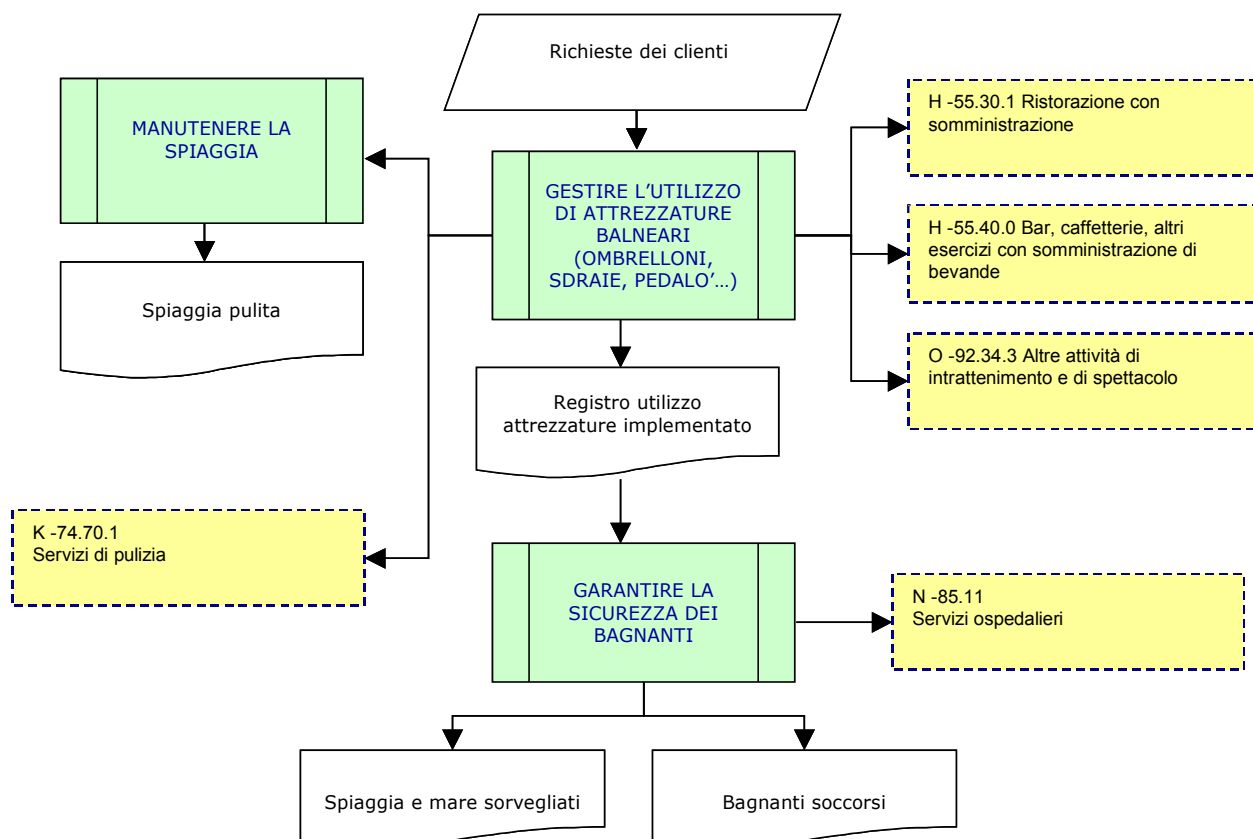 Richieste dei clienti
MANUTENERE LA
SPIAGGIA
H -55.30.1 Ristorazione con
somministrazione
GESTIRE L'UTILIZZO
DI ATTREZZATURE
BALNEARI
(OMBRELLONI,
SDRAIE, PEDALO'...)
H -55.40.0 Bar, caffetterie, altri
esercizi con somministrazione di
bevande
Spiaggia pulita
O -92.34.3 Altre attività di
intrattenimento e di spettacolo
Registro utilizzo
attrezzature implementato
K -74.70.1
Servizi di pulizia
GARANTIRE LA
SICUREZZA DEI
BAGNANTI
N -85.11
Servizi ospedalieri
Spiaggia e mare sorvegliati
Bagnanti soccorsi